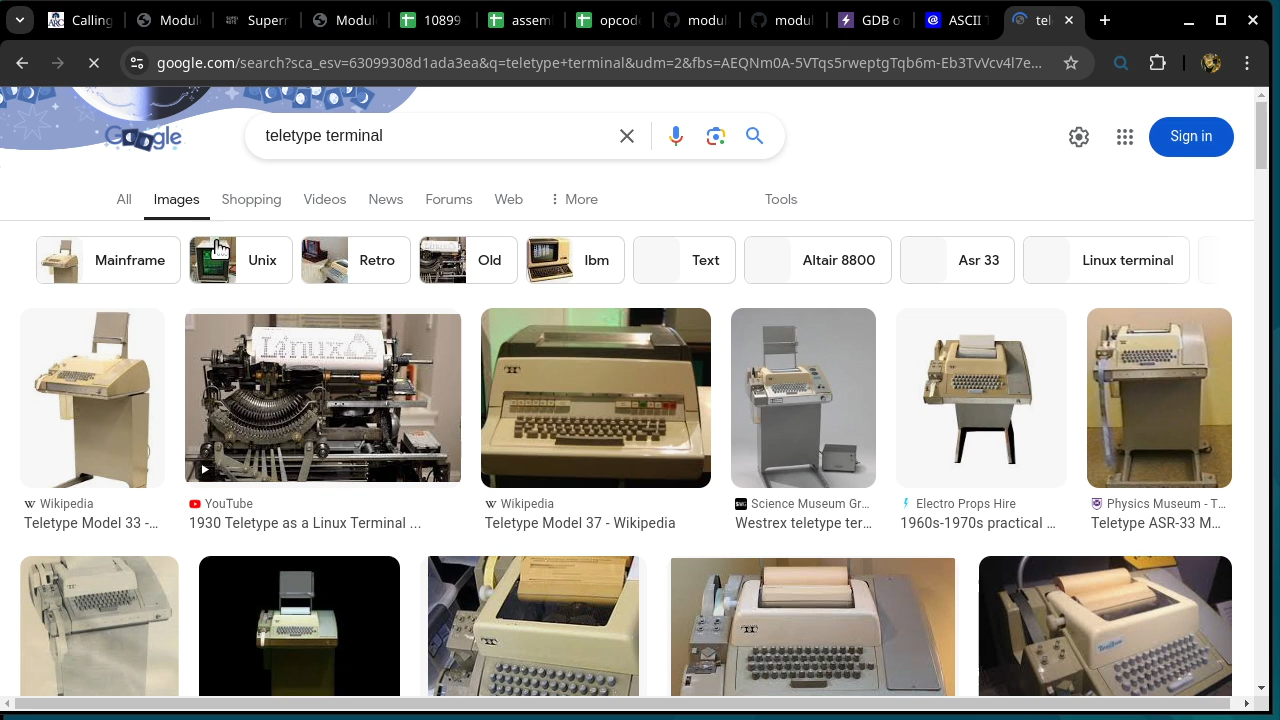 Calling
Modul
Superr
Modul
10899
assem
opcod
modul
modul
GDB o
ASCII T
tel
google.com/search?sca_esv=63099308d1ada3ea&q=teletype+terminal&udm=2&fbs=AEQNm0A-5VTqs5rweptgTqb6m-Eb3TvVcv4l7e...
Google
teletype terminal
Sign in
All
Images
Shopping
Videos
News
Forums
Web
More
Tools
Mainframe
Unix
Retro
Old
Ibm
Text
Altair 8800
Asr 33
Linux terminal
Linux
Wikipedia
Teletype Model 33 -...
YouTube
1930 Teletype as a Linux Terminal ...
Wikipedia
Teletype Model 37 - Wikipedia
Science Museum Gr...
Westrex teletype ter...
Electro Props Hire
1960s-1970s practical ...
Physics Museum - T...
Teletype ASR-33 M...